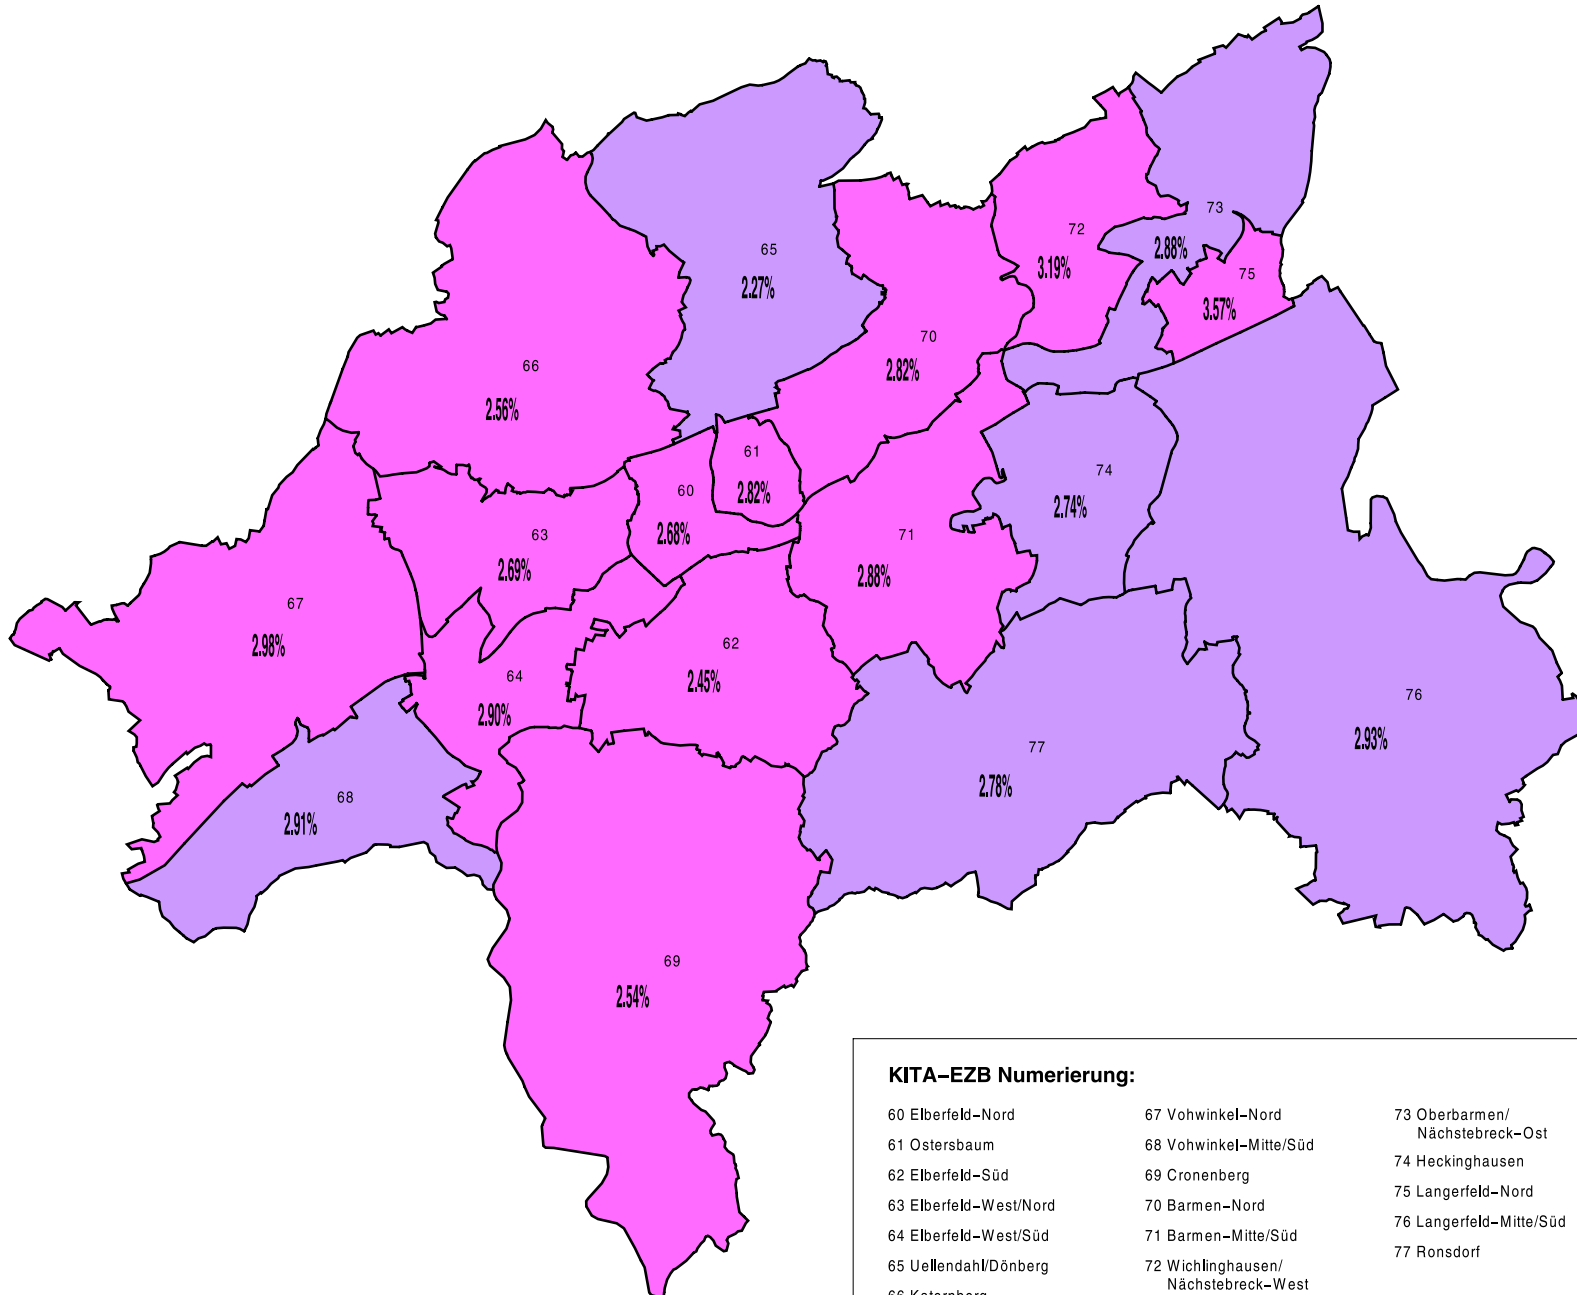 73
72
2.88%
65
3.19%
75
2.27%
3.57%
70
66
2.82%
2.56%
61
74
60
2.82%
2.74%
63
2.68%
71
2.69%
2.88%
67
2.98%
62
64
2.45%
76
2.90%
2.93%
77
68
2.78%
2.91%
69
2.54%
KITA–EZB Numerierung:
60 Elberfeld–Nord
61 Ostersbaum
62 Elberfeld–Süd
63 Elberfeld–West/Nord
64 Elberfeld–West/Süd
65 Uellendahl/Dönberg
66 Katernberg
67 Vohwinkel–Nord
68 Vohwinkel–Mitte/Süd
69 Cronenberg
70 Barmen–Nord
71 Barmen–Mitte/Süd
72 Wichlinghausen/
Nächstebreck–West
73 Oberbarmen/
Nächstebreck–Ost
74 Heckinghausen
75 Langerfeld–Nord
76 Langerfeld–Mitte/Süd
77 Ronsdorf